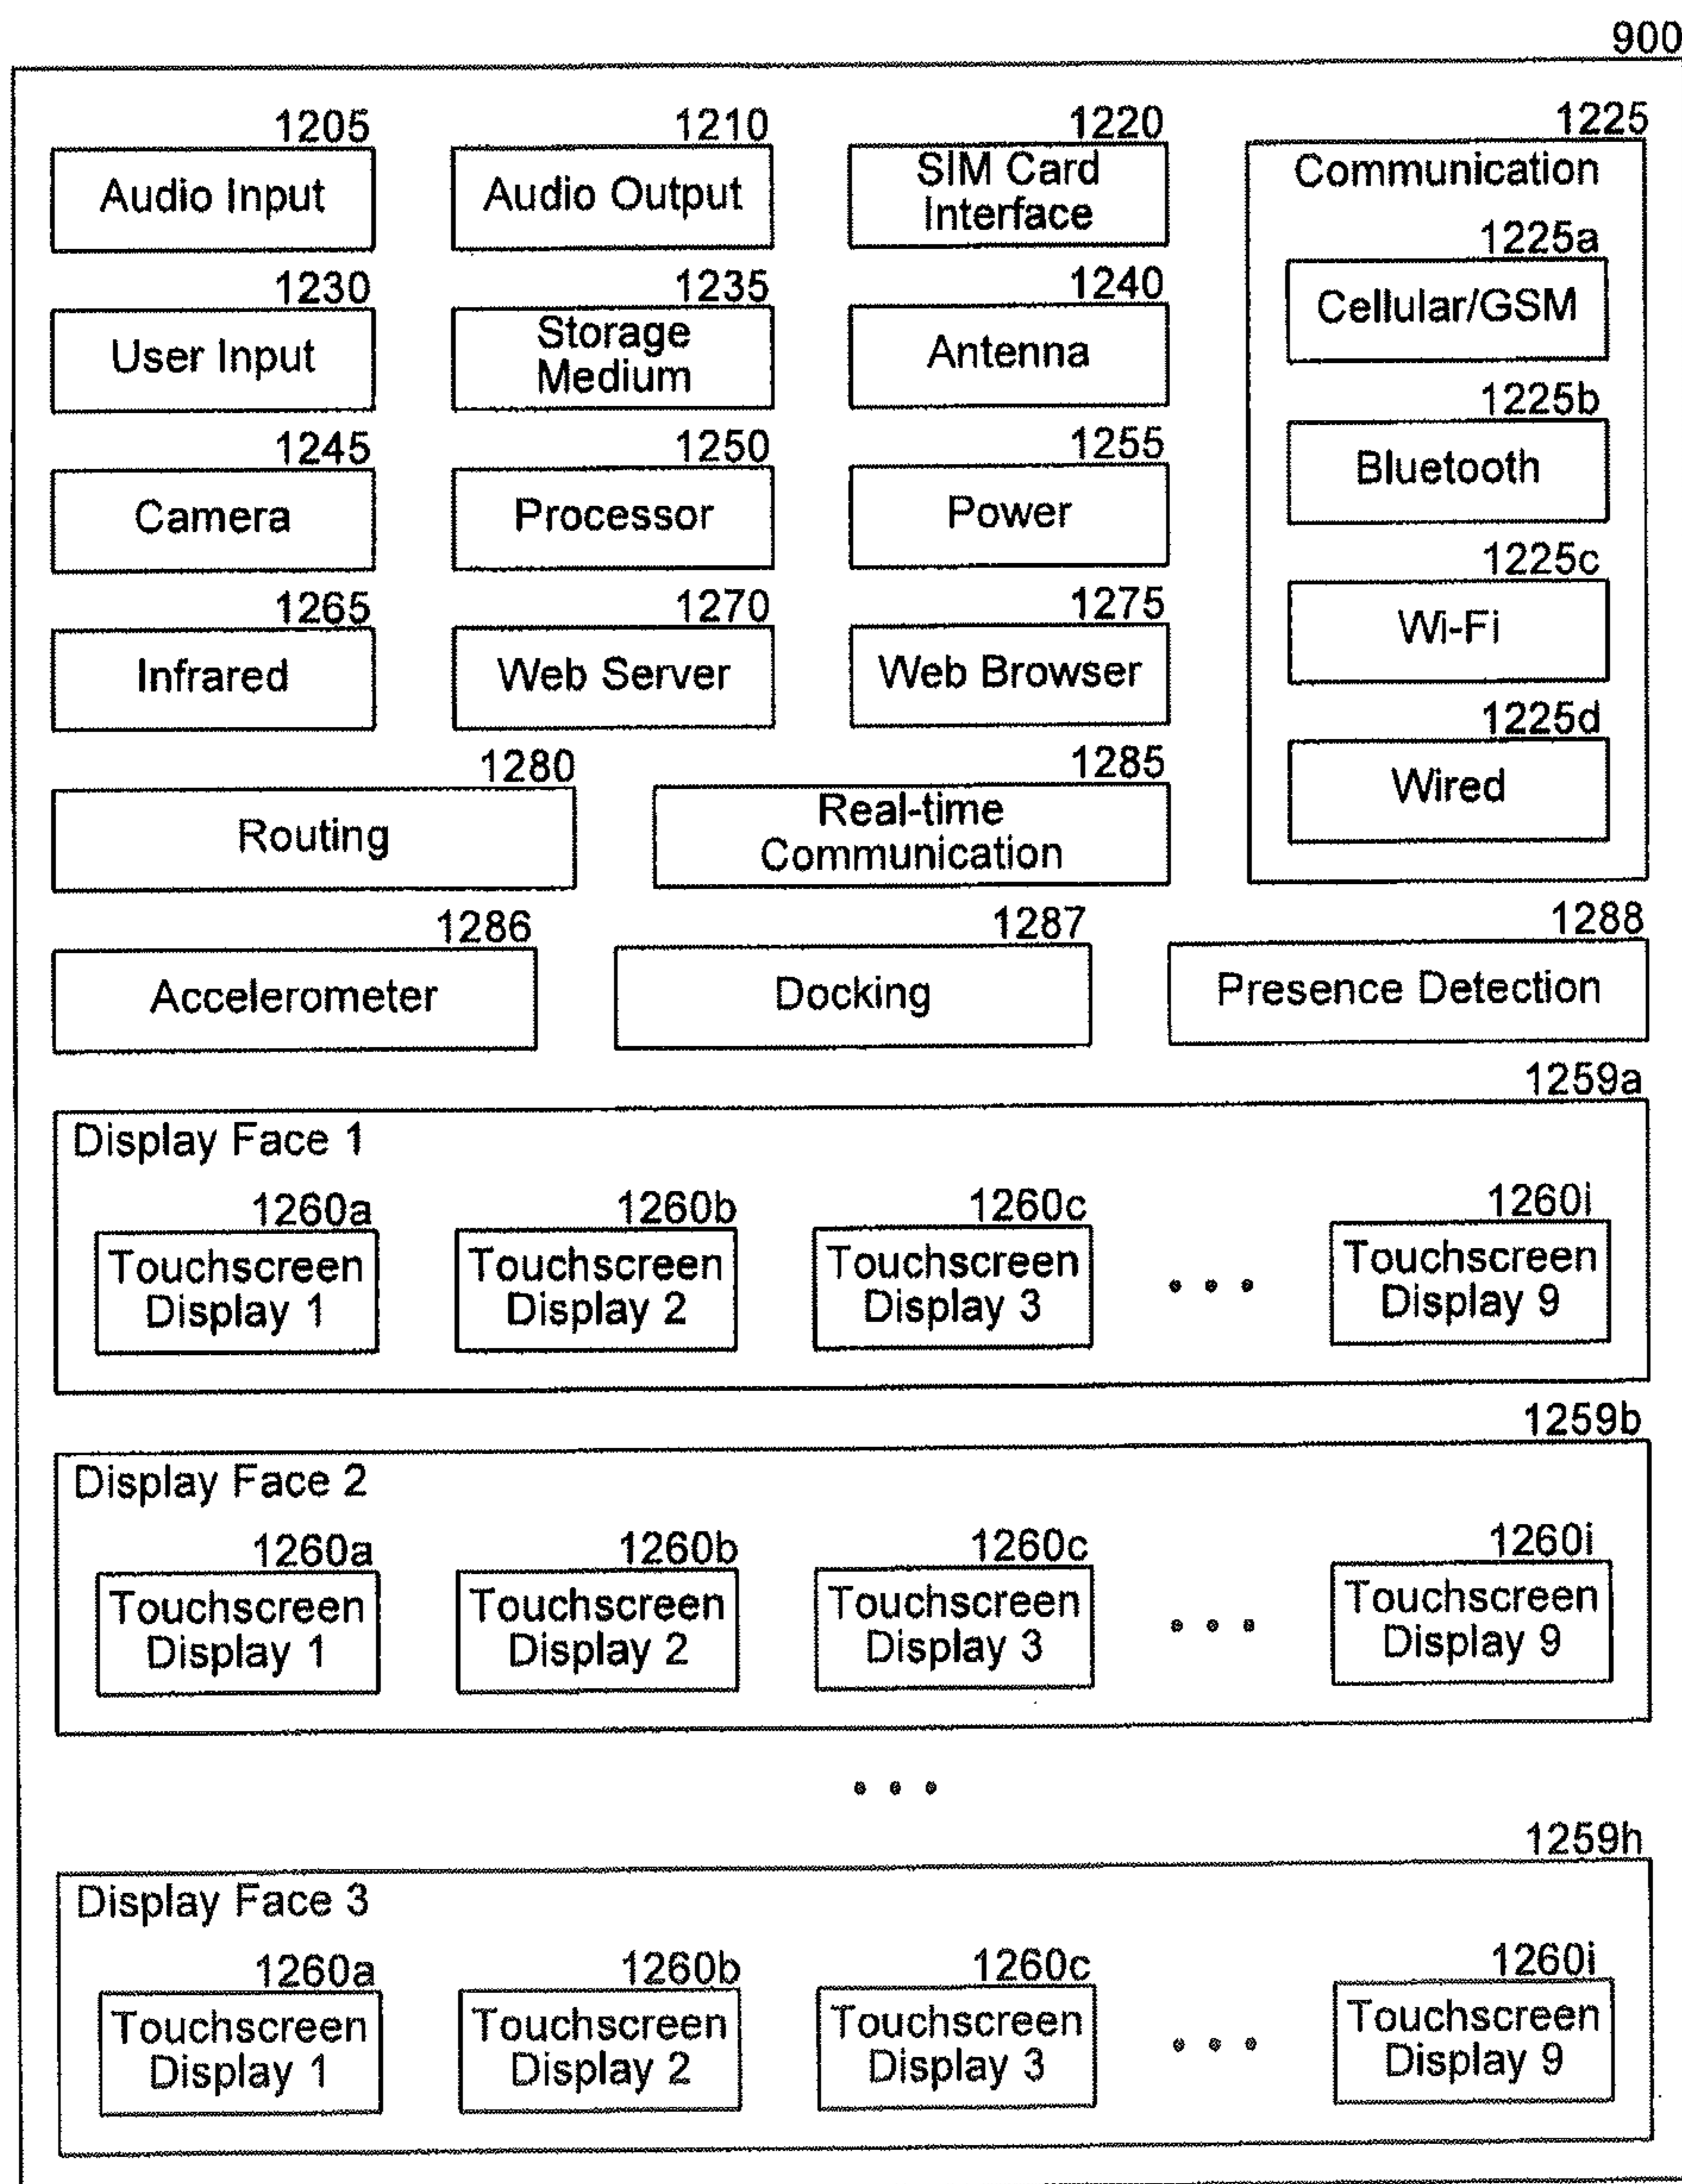 900
1205
Audio Input
1210
Audio Output
1220
SIM Card
Interface
1225
Communication
1225a
Cellular/GSM
1225b
Bluetooth
1225c
Wi-Fi
1225d
Wired
1230
User Input
1235
Storage
Medium
1240
Antenna
1245
Camera
1250
Processor
1255
Power
1265
Infrared
1270
Web Server
1275
Web Browser
1280
Routing
1285
Real-time
Communication
1286
Accelerometer
1287
Docking
1288
Presence Detection
1259a
Display Face 1
1260a
Touchscreen
Display 1
1260b
Touchscreen
Display 2
1260c
Touchscreen
Display 3
• • •
1260i
Touchscreen
Display 9
1259b
Display Face 2
1260a
Touchscreen
Display 1
1260b
Touchscreen
Display 2
1260c
Touchscreen
Display 3
• • •
1260i
Touchscreen
Display 9
• • •
1259h
Display Face 3
1260a
Touchscreen
Display 1
1260b
Touchscreen
Display 2
1260c
Touchscreen
Display 3
• • •
1260i
Touchscreen
Display 9